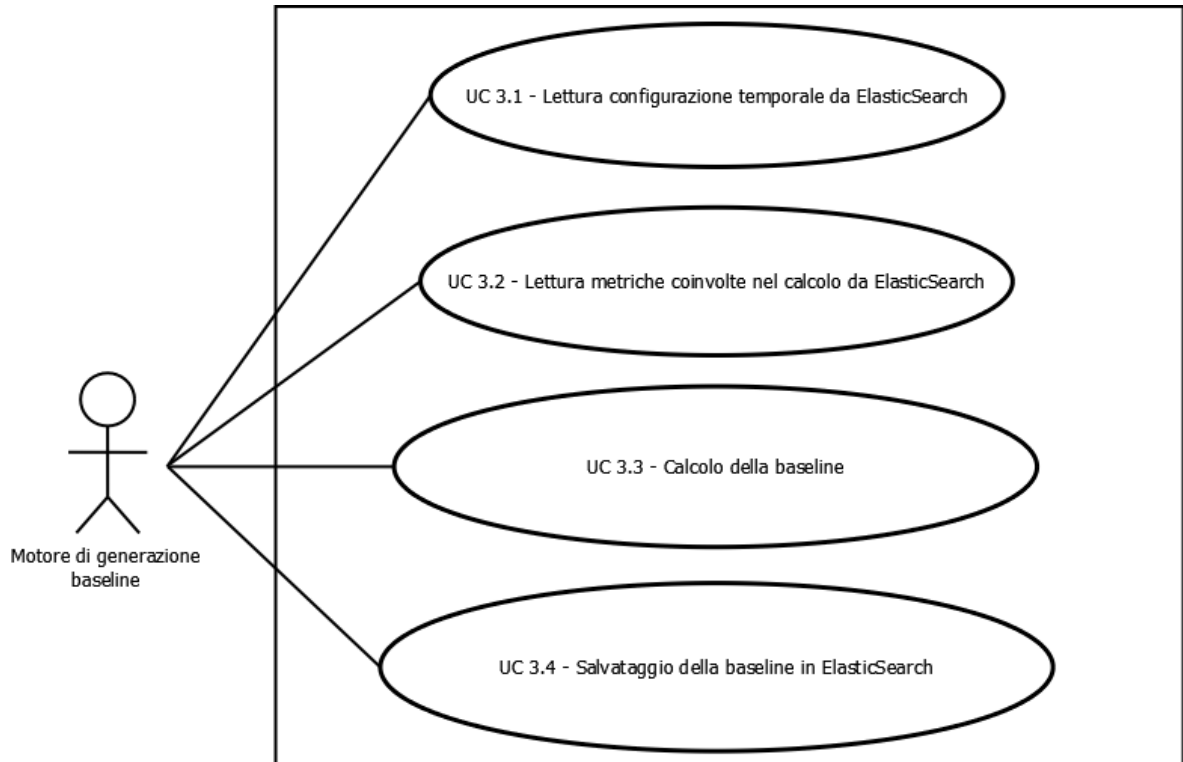 UC 3.1 - Lettura configurazione temporale da ElasticSearch
UC 3.2 - Lettura metriche coinvolte nel calcolo da ElasticSearch
UC 3.3 - Calcolo della baseline
Motore di generazione
baseline
UC 3.4 - Salvataggio della baseline in ElasticSearch